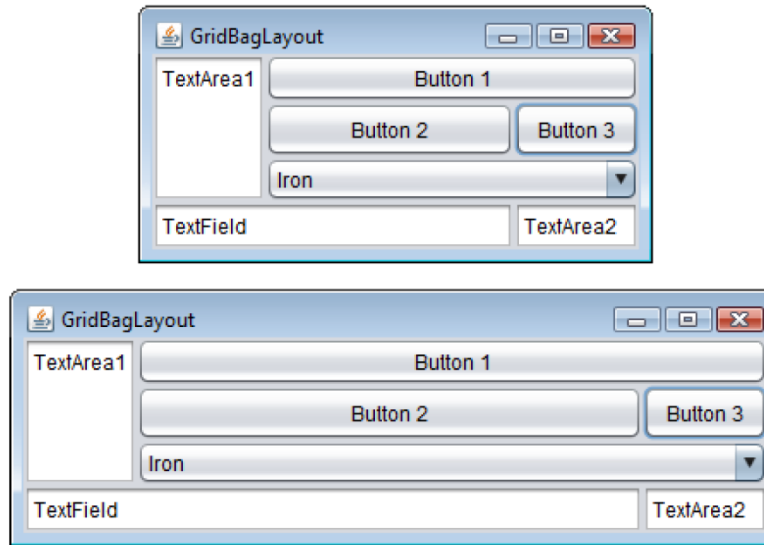 GridBagLayout
TextArea1
Button 1
Button 2
Button 3
Iron
TextField
TextArea2
GridBagLayout
TextArea1
Button 1
Button 2
Button 3
Iron
TextField
TextArea2